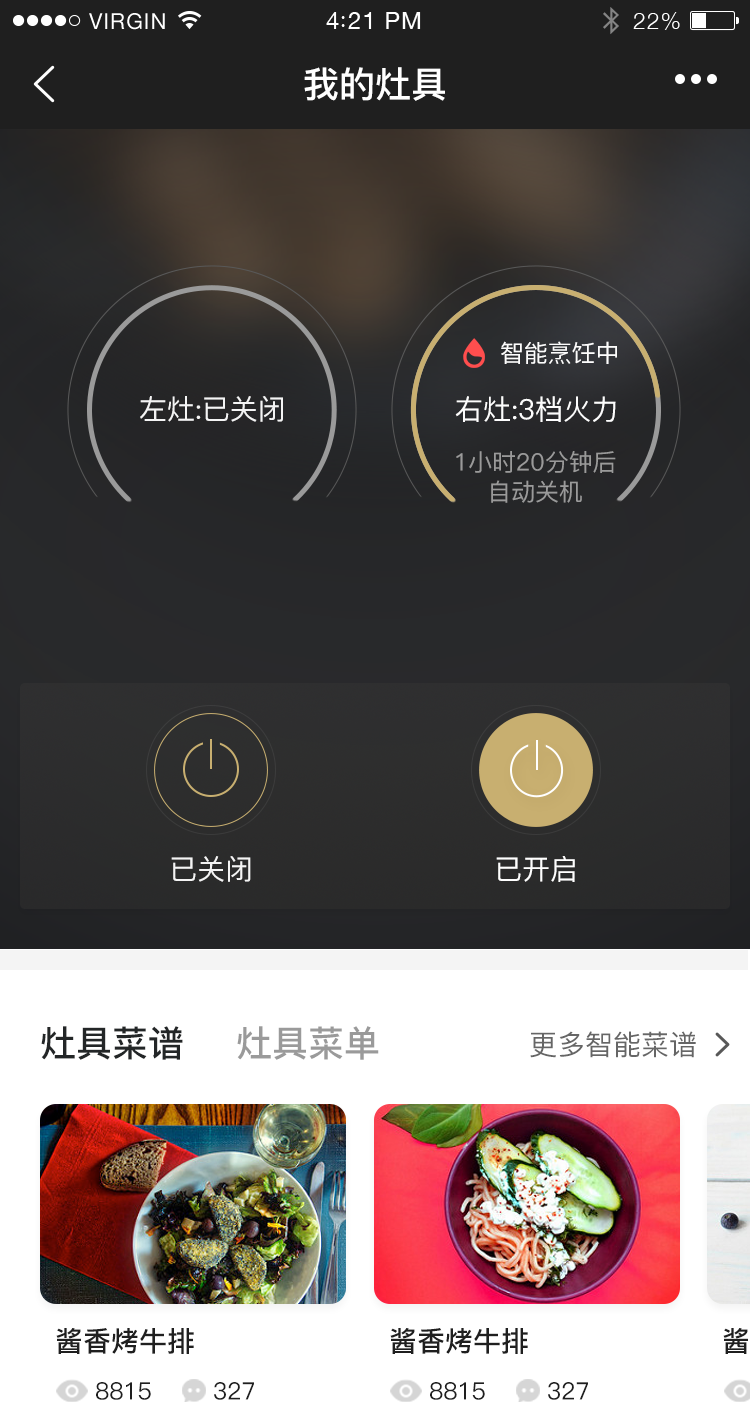 VIRGIN 4:21 PM 22%
我的灶具
智能烹饪中
左灶:已关闭
右灶:3档火力
1小时20分钟后
自动关机
已关闭 已开启
灶具菜谱 灶具菜单 更多智能菜谱
酱香烤牛排 酱香烤牛排 酱
8815 327 8815 327